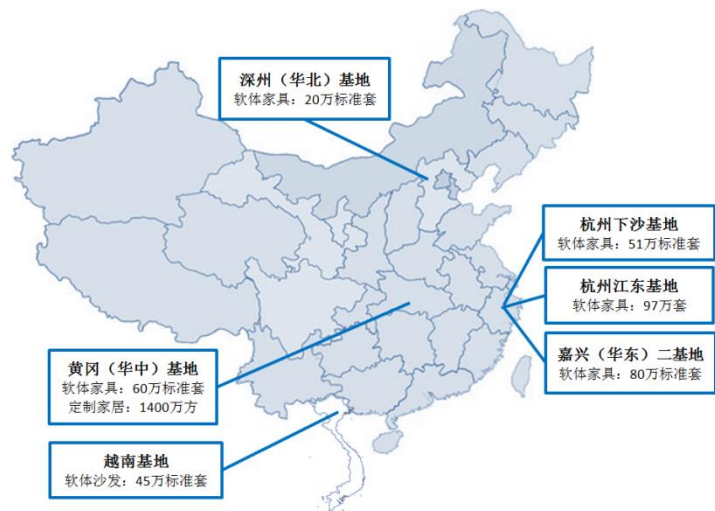 深州（华北）基地
软体家具：20万标准套
杭州下沙基地
软体家具：51万标准套
杭州江东基地
软体家具：97万套
嘉兴（华东）二基地
软体家具：80万标准套
黄冈（华中）基地
软体家具：60万标准套
定制家居：1400万方
越南基地
软体沙发：45万标准套